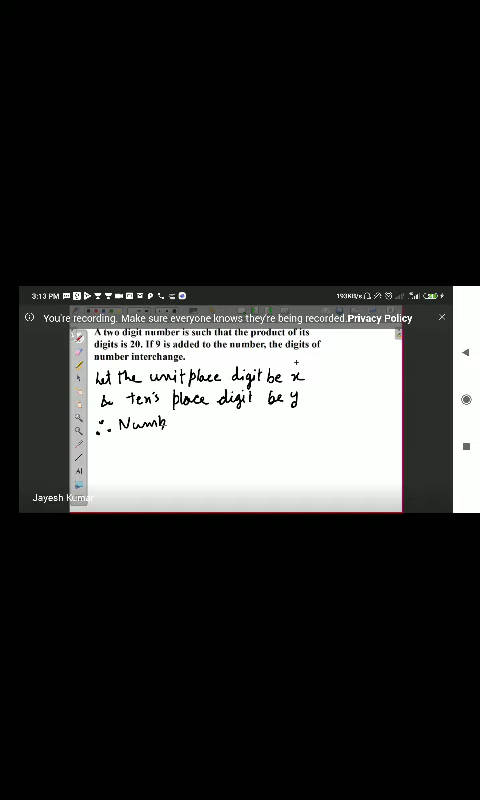 3:13 PM 193KB/s
You're recording. Make sure everyone knows they're being recorded.Privacy Policy
A two digit number is such that the product of its
digits is 20. If 9 is added to the number, the digits of
number interchange.
Let the unit place digit be x
& ten's place digit be y
∴ Numb
AI
Jayesh Kumar